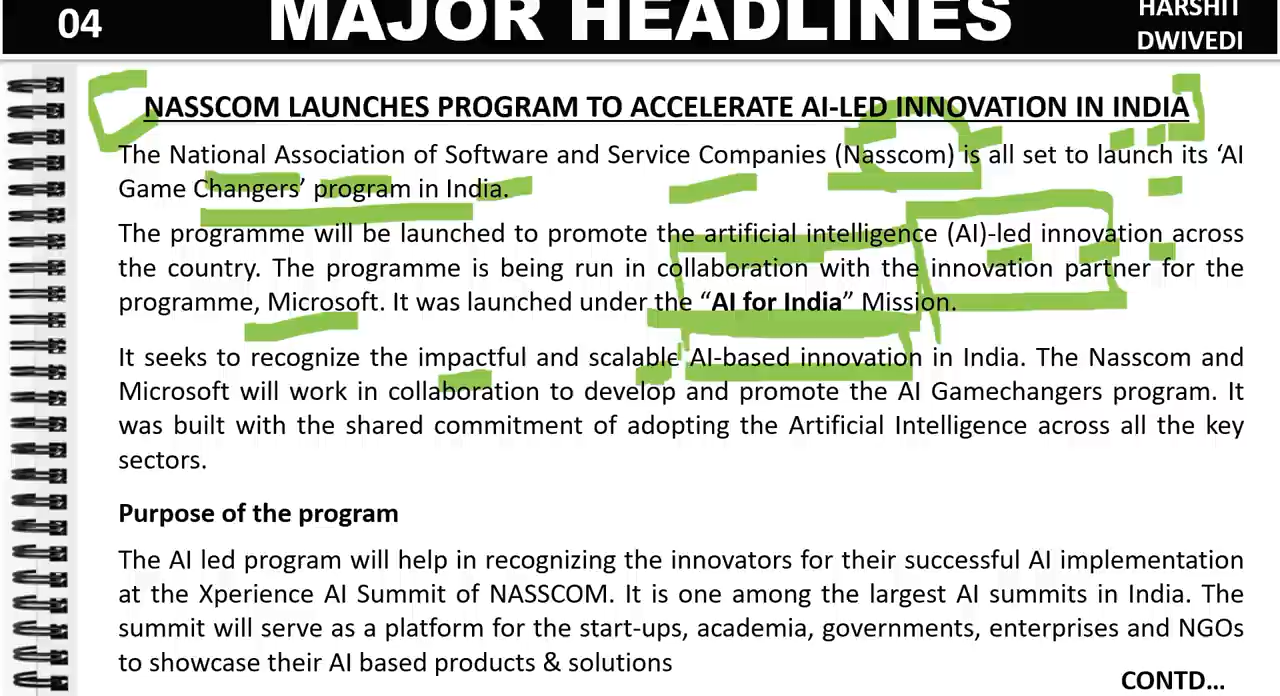 04
MAJOR HEADLINES
HARSHIT
DWIVEDI
NASSCOM LAUNCHES PROGRAM TO ACCELERATE AI-LED INNOVATION IN INDIA
The National Association of Software and Service Companies (Nasscom) is all set to launch its ‘AI
Game Changers’ program in India.
The programme will be launched to promote the artificial intelligence (AI)-led innovation across
the country. The programme is being run in collaboration with the innovation partner for the
programme, Microsoft. It was launched under the “AI for India” Mission.
It seeks to recognize the impactful and scalable AI-based innovation in India. The Nasscom and
Microsoft will work in collaboration to develop and promote the AI Gamechangers program. It
was built with the shared commitment of adopting the Artificial Intelligence across all the key
sectors.
Purpose of the program
The AI led program will help in recognizing the innovators for their successful AI implementation
at the Xperience AI Summit of NASSCOM. It is one among the largest AI summits in India. The
summit will serve as a platform for the start-ups, academia, governments, enterprises and NGOs
to showcase their AI based products & solutions
CONTD...